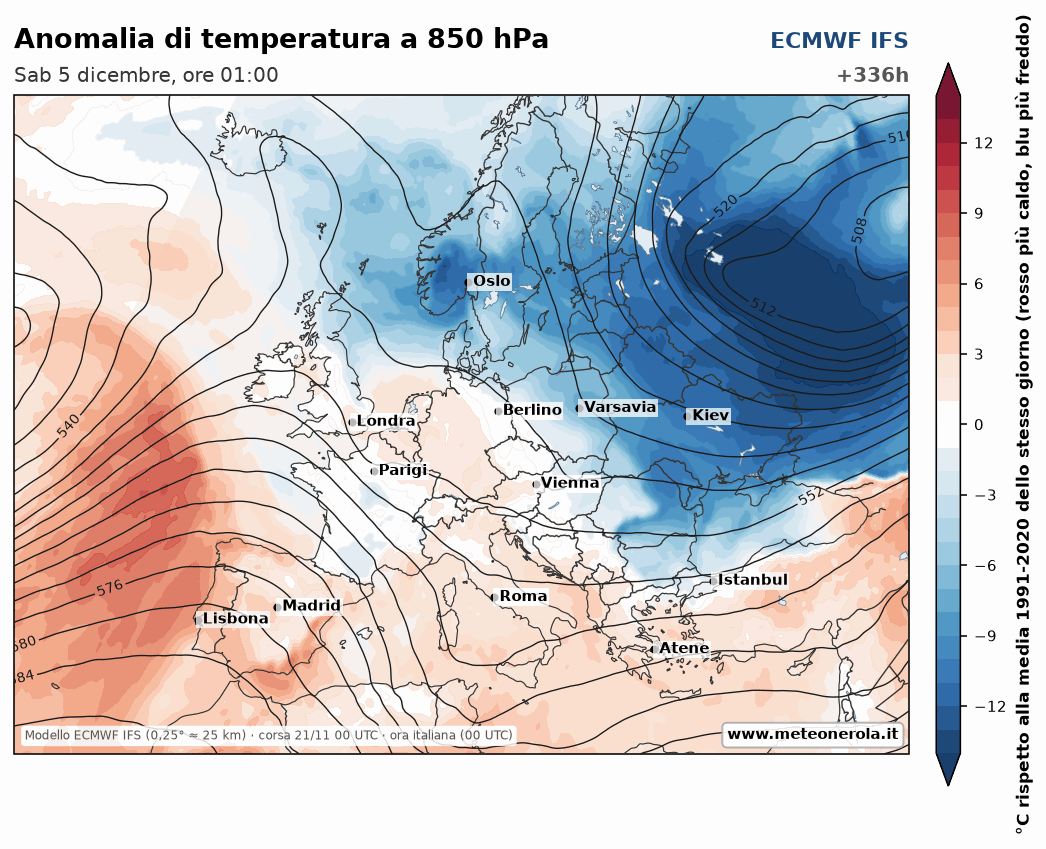 Anomalia di temperatura a 850 hPa
ECMWF IFS
Sab 5 dicembre, ore 01:00
+336h
516
520
508
512
Oslo
540
Londra
Berlino
Varsavia
Kiev
Parigi
Vienna
552
576
Madrid
Lisbona
Roma
Istanbul
Atene
580
584
Modello ECMWF IFS (0,25° ≈ 25 km) · corsa 21/11 00 UTC · ora italiana (00 UTC)
www.meteonerola.it
12
9
6
3
0
−3
−6
−9
−12
°C rispetto alla media 1991-2020 dello stesso giorno (rosso più caldo, blu più freddo)